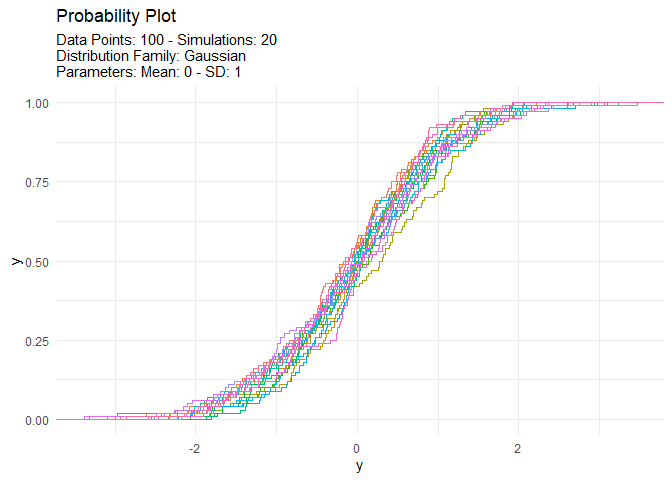 Probability Plot
Data Points: 100 - Simulations: 20
Distribution Family: Gaussian
Parameters: Mean: 0 - SD: 1
1.00
0.75
y
0.50
0.25
0.00
-2
0
2
y